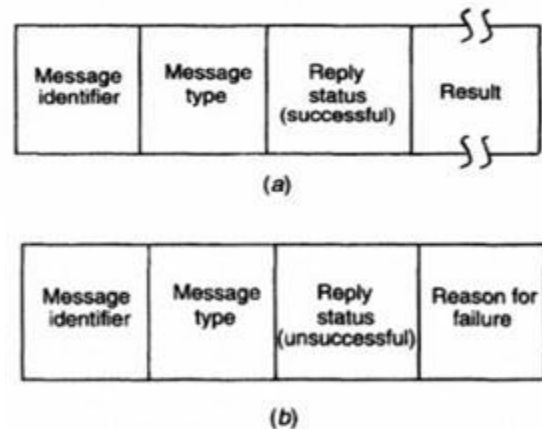 Message
identifier
Message
type
Reply
status
(successful)
Result
(a)
Message
identifier
Message
type
Reply
status
(unsuccessful)
Reason for
failure
(b)